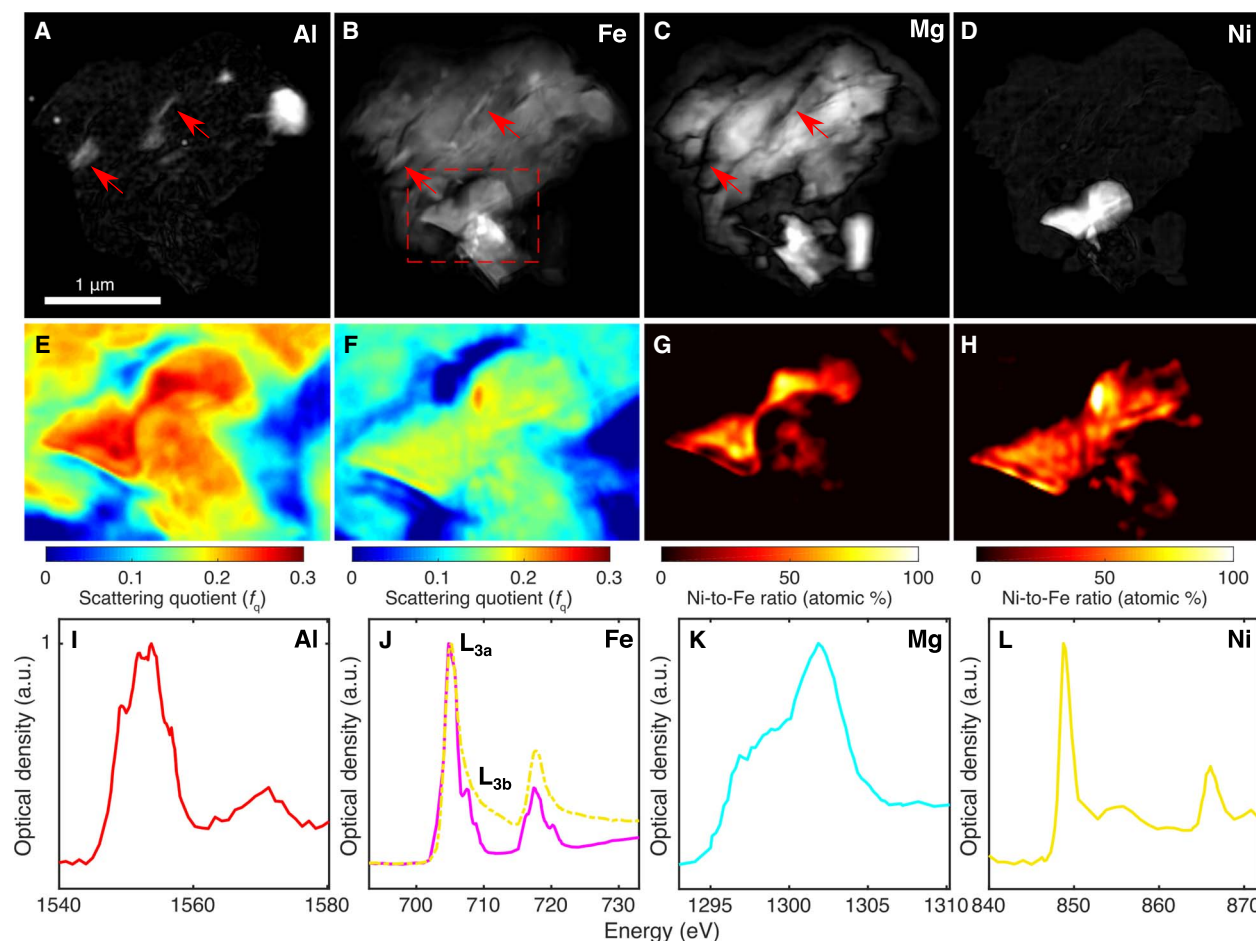 A Al B Fe C Mg D Ni
1 µm
E F G H
0 0.1 0.2 0.3 0 0.1 0.2 0.3 0 50 100 0 50 100
Scattering quotient (fq) Scattering quotient (fq) Ni-to-Fe ratio (atomic %) Ni-to-Fe ratio (atomic %)
I Al J Fe K Mg L Ni
1
L3a
L3b
Optical density (a.u.) Optical density (a.u.) Optical density (a.u.) Optical density (a.u.)
1540 1560 1580 700 710 720 730 1295 1300 1305 1310 840 850 860 870
Energy (eV)